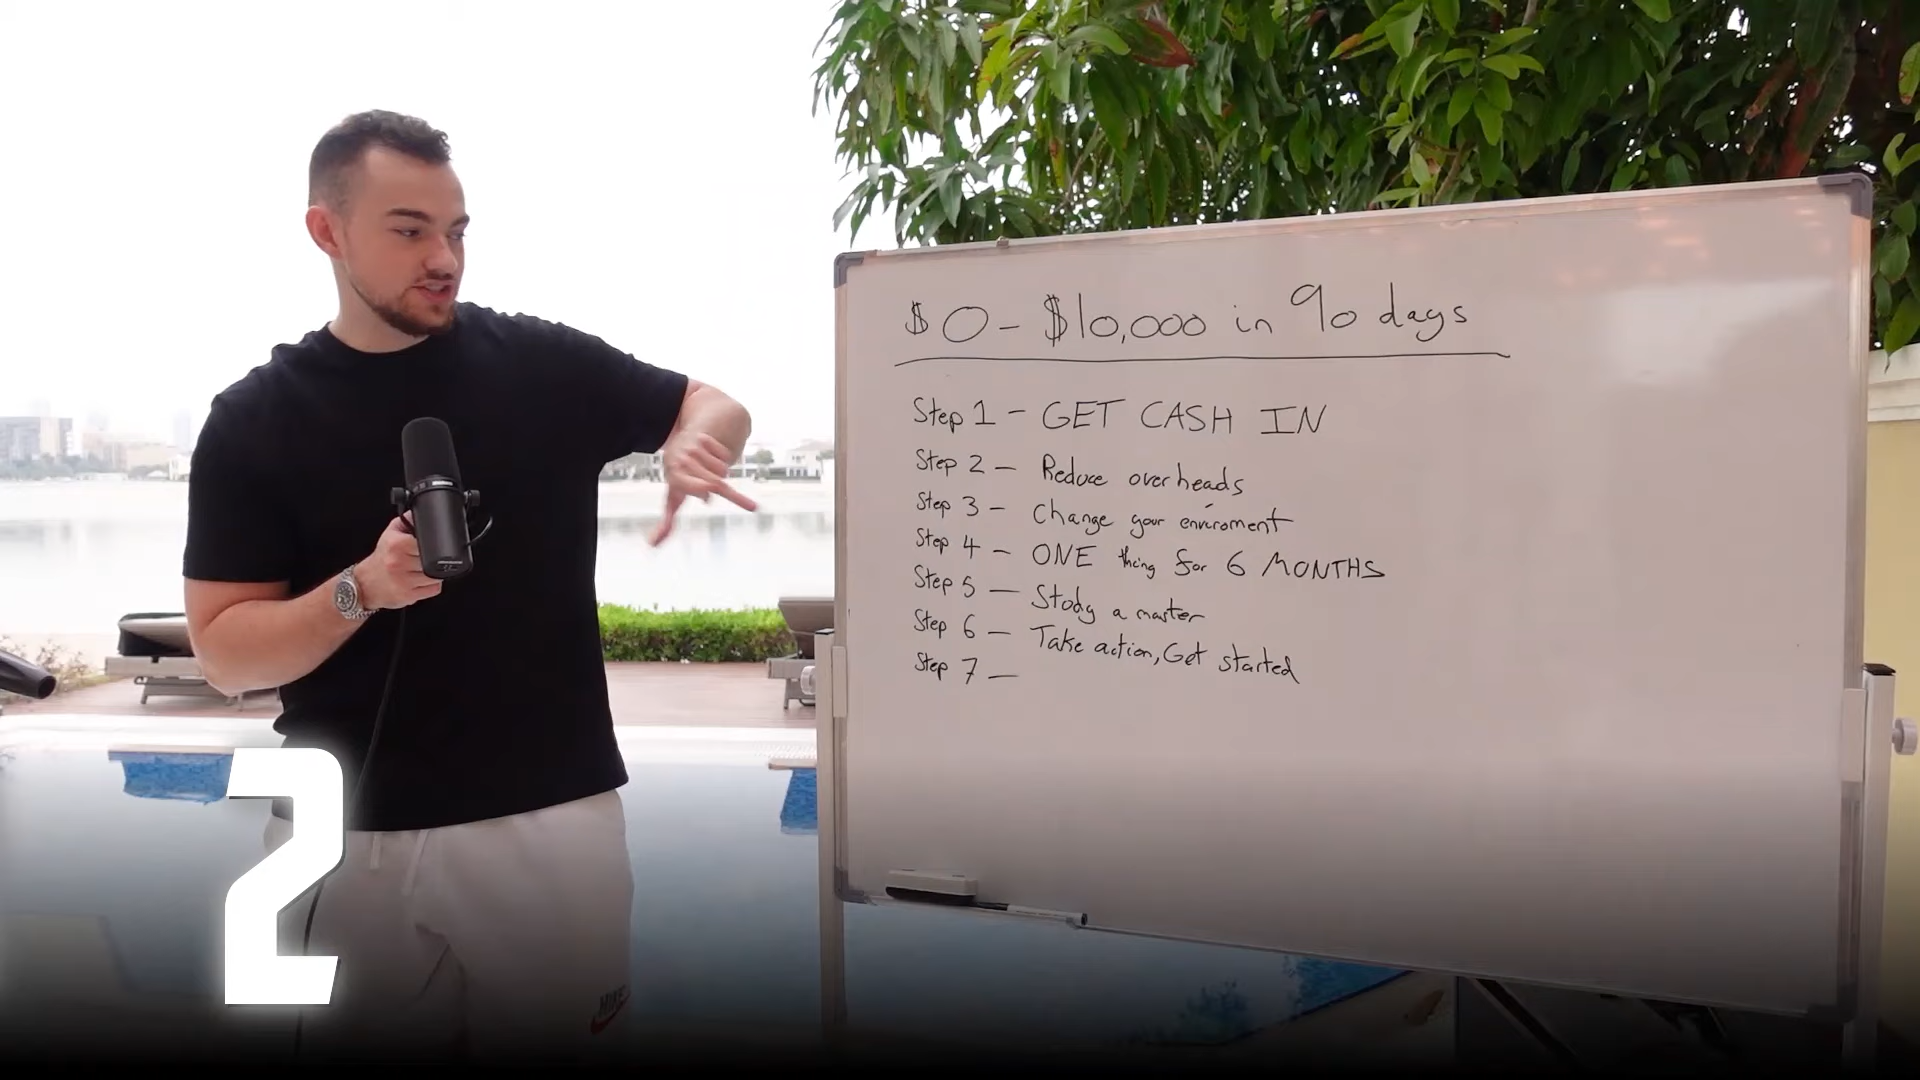 $0 - $10,000 in 90 days
Step 1 - GET CASH IN
Step 2 - Reduce overheads
Step 3 - Change your enviroment
Step 4 - ONE thing for 6 MONTHS
Step 5 - Study a master
Step 6 - Take action, Get started
Step 7 -
2
NIKE